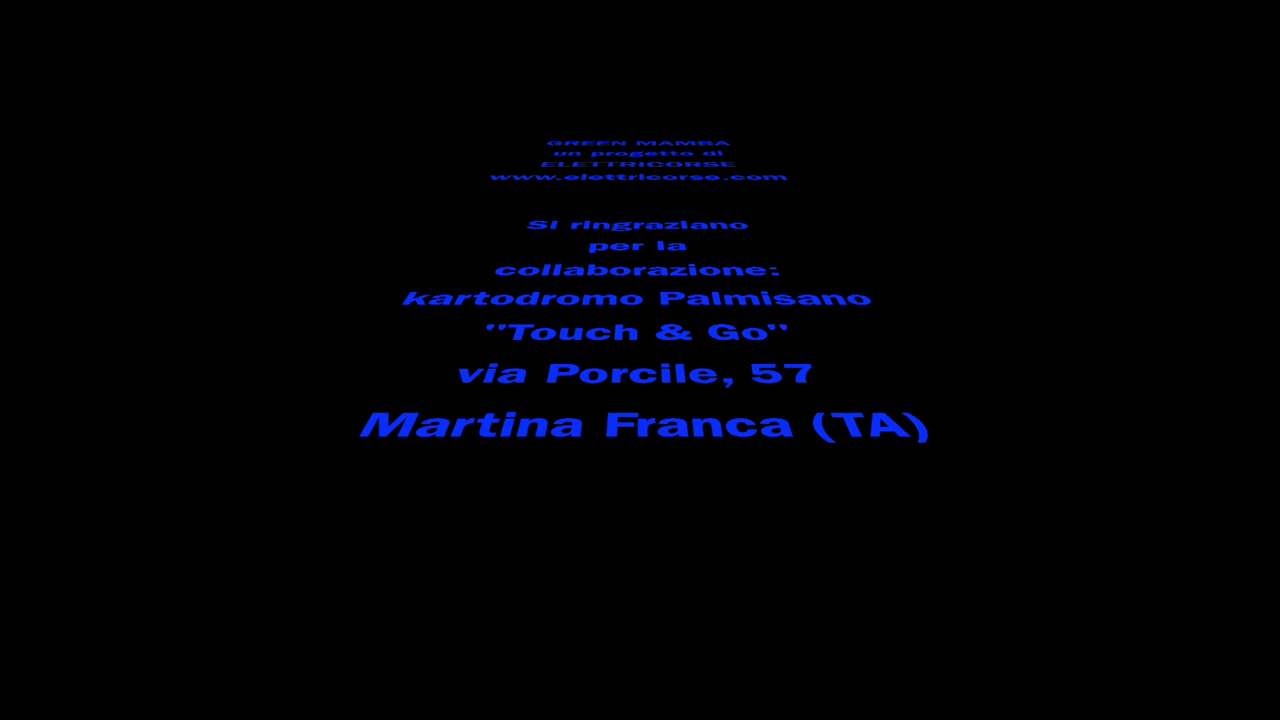 GREEN MAMBA
un progetto di
ELETTRICORSE
www.elettricorse.com
Si ringraziano
per la
collaborazione:
kartodromo Palmisano
"Touch & Go"
via Porcile, 57
Martina Franca (TA)